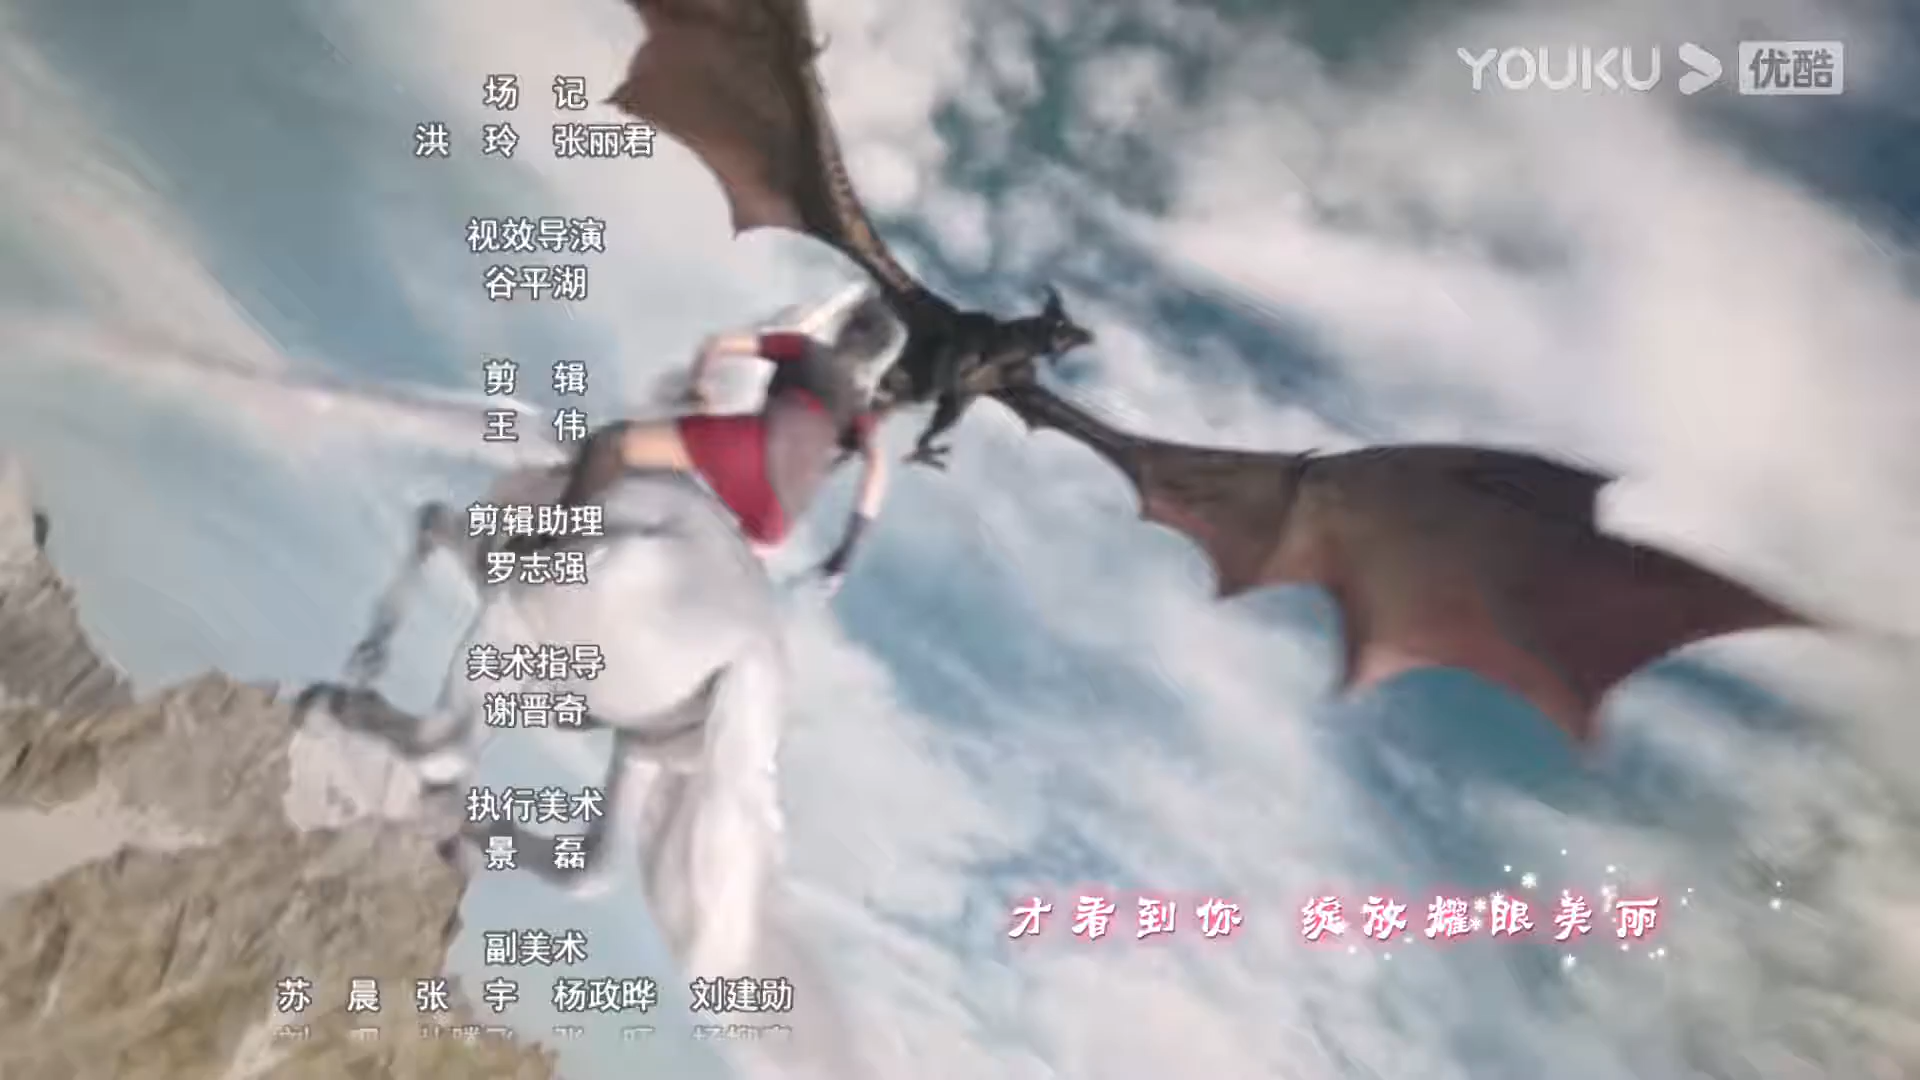 YOUKU 优酷
场 记
洪 玲 张丽君
视效导演
谷平湖
剪 辑
王 伟
剪辑助理
罗志强
美术指导
谢晋奇
执行美术
景 磊
副美术
苏 晨 张 宇 杨政晔 刘建勋
才看到你 绽放耀眼美丽